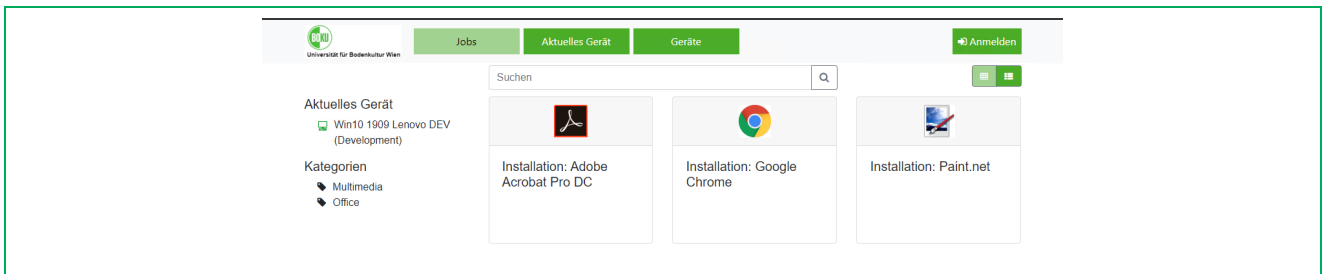 BOKU
Universität für Bodenkultur Wien
Jobs
Aktuelles Gerät
Geräte
Anmelden
Suchen
Aktuelles Gerät
Win10 1909 Lenovo DEV
(Development)
Kategorien
Multimedia
Office
Installation: Adobe
Acrobat Pro DC
Installation: Google
Chrome
Installation: Paint.net